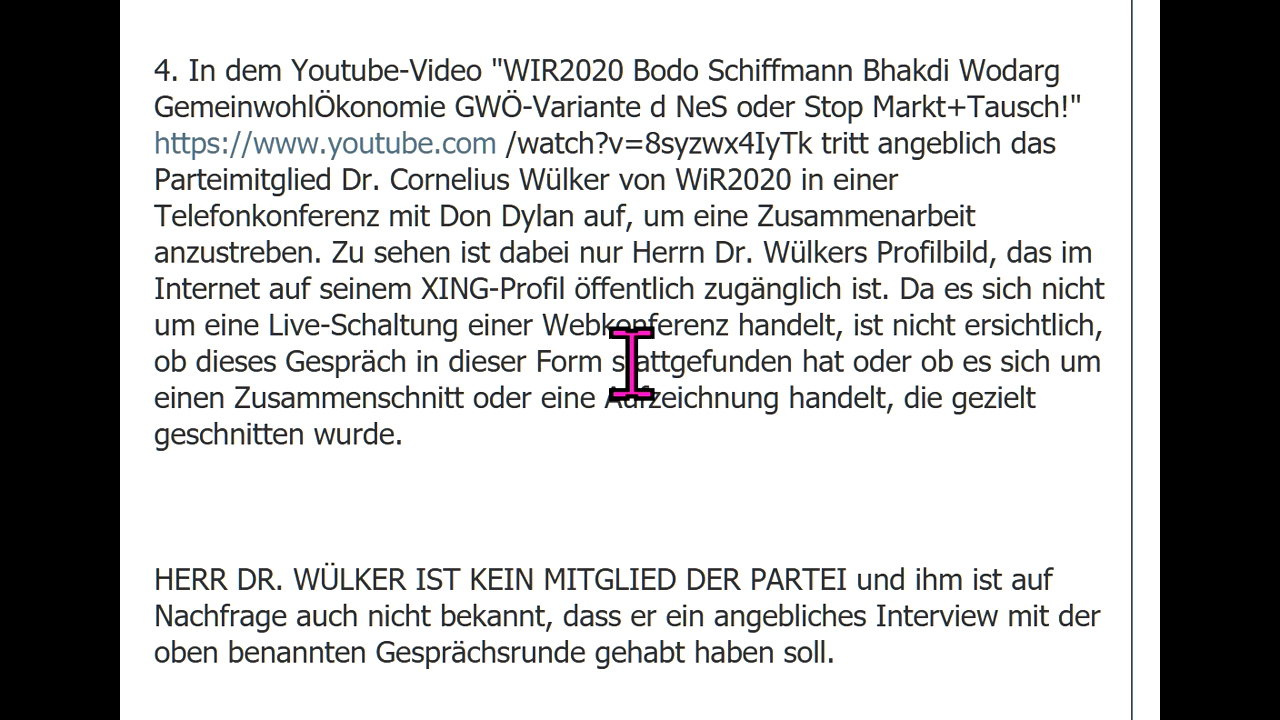 4. In dem Youtube-Video "WIR2020 Bodo Schiffmann Bhakdi Wodarg
GemeinwohlÖkonomie GWÖ-Variante d NeS oder Stop Markt+Tausch!"
https://www.youtube.com /watch?v=8syzwx4IyTk tritt angeblich das
Parteimitglied Dr. Cornelius Wülker von WiR2020 in einer
Telefonkonferenz mit Don Dylan auf, um eine Zusammenarbeit
anzustreben. Zu sehen ist dabei nur Herrn Dr. Wülkers Profilbild, das im
Internet auf seinem XING-Profil öffentlich zugänglich ist. Da es sich nicht
um eine Live-Schaltung einer Webkonferenz handelt, ist nicht ersichtlich,
ob dieses Gespräch in dieser Form stattgefunden hat oder ob es sich um
einen Zusammenschnitt oder eine Aufzeichnung handelt, die gezielt
geschnitten wurde.
HERR DR. WÜLKER IST KEIN MITGLIED DER PARTEI und ihm ist auf
Nachfrage auch nicht bekannt, dass er ein angebliches Interview mit der
oben benannten Gesprächsrunde gehabt haben soll.